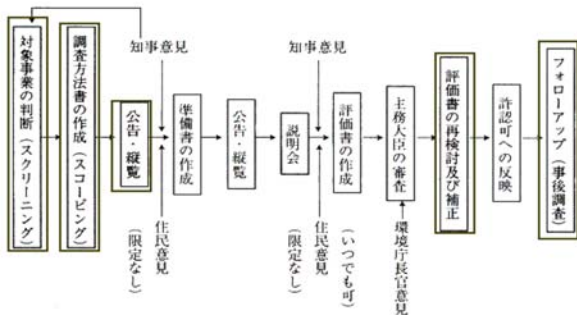 対象事業の判断（スクリーニング）
調査方法書の作成（スコーピング）
公告・縦覧
知事意見
住民意見
（限定なし）
準備書の作成
公告・縦覧
説明会
知事意見
住民意見
（限定なし）
評価書の作成
（いつでも可）
主務大臣の審査
環境庁長官意見
評価書の再検討及び補正
許認可への反映
フォローアップ（事後調査）